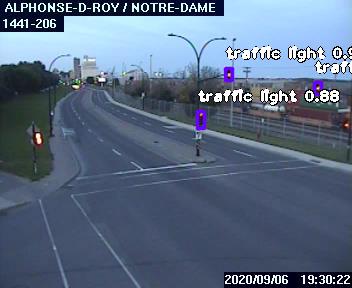 ALPHONSE-D-ROY / NOTRE-DAME
1441-206
traffic light 0.9
traff
traffic light 0.88
2020/09/06 19:30:22